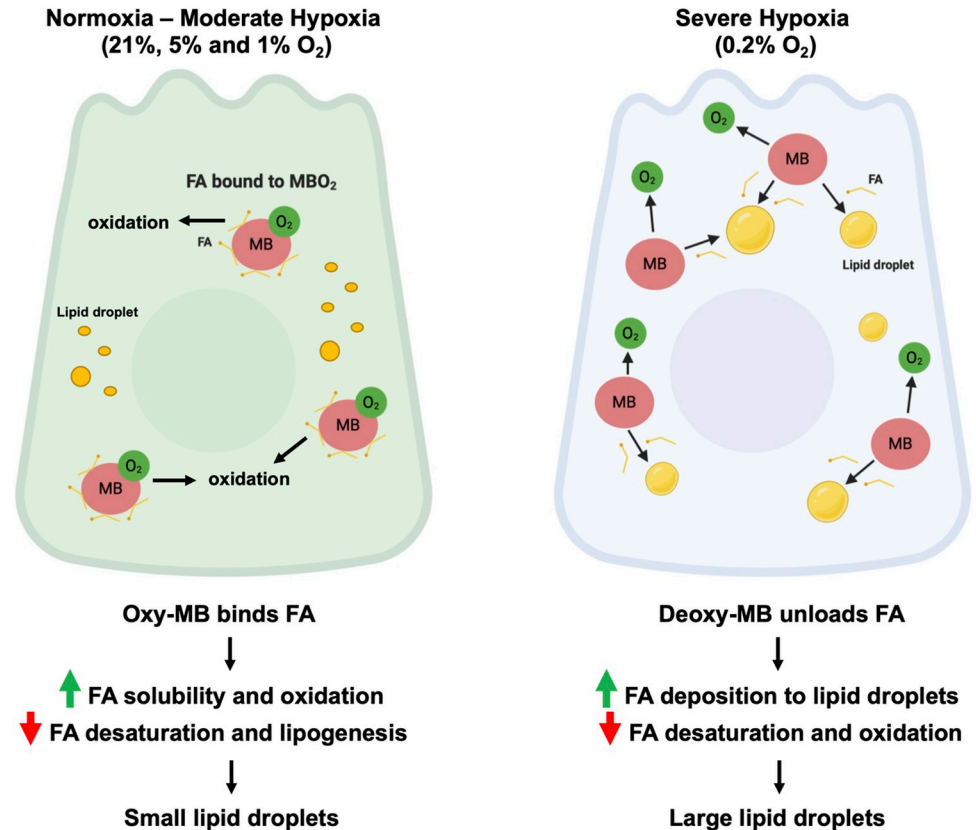 Normoxia – Moderate Hypoxia
(21%, 5% and 1% O₂)
FA bound to MBO₂
oxidation
O₂
MB
FA
Lipid droplet
O₂
MB
O₂
MB
oxidation
Oxy-MB binds FA
FA solubility and oxidation
FA desaturation and lipogenesis
Small lipid droplets
Severe Hypoxia
(0.2% O₂)
O₂
MB
O₂
FA
MB
Lipid droplet
O₂
O₂
MB
MB
Deoxy-MB unloads FA
FA deposition to lipid droplets
FA desaturation and oxidation
Large lipid droplets